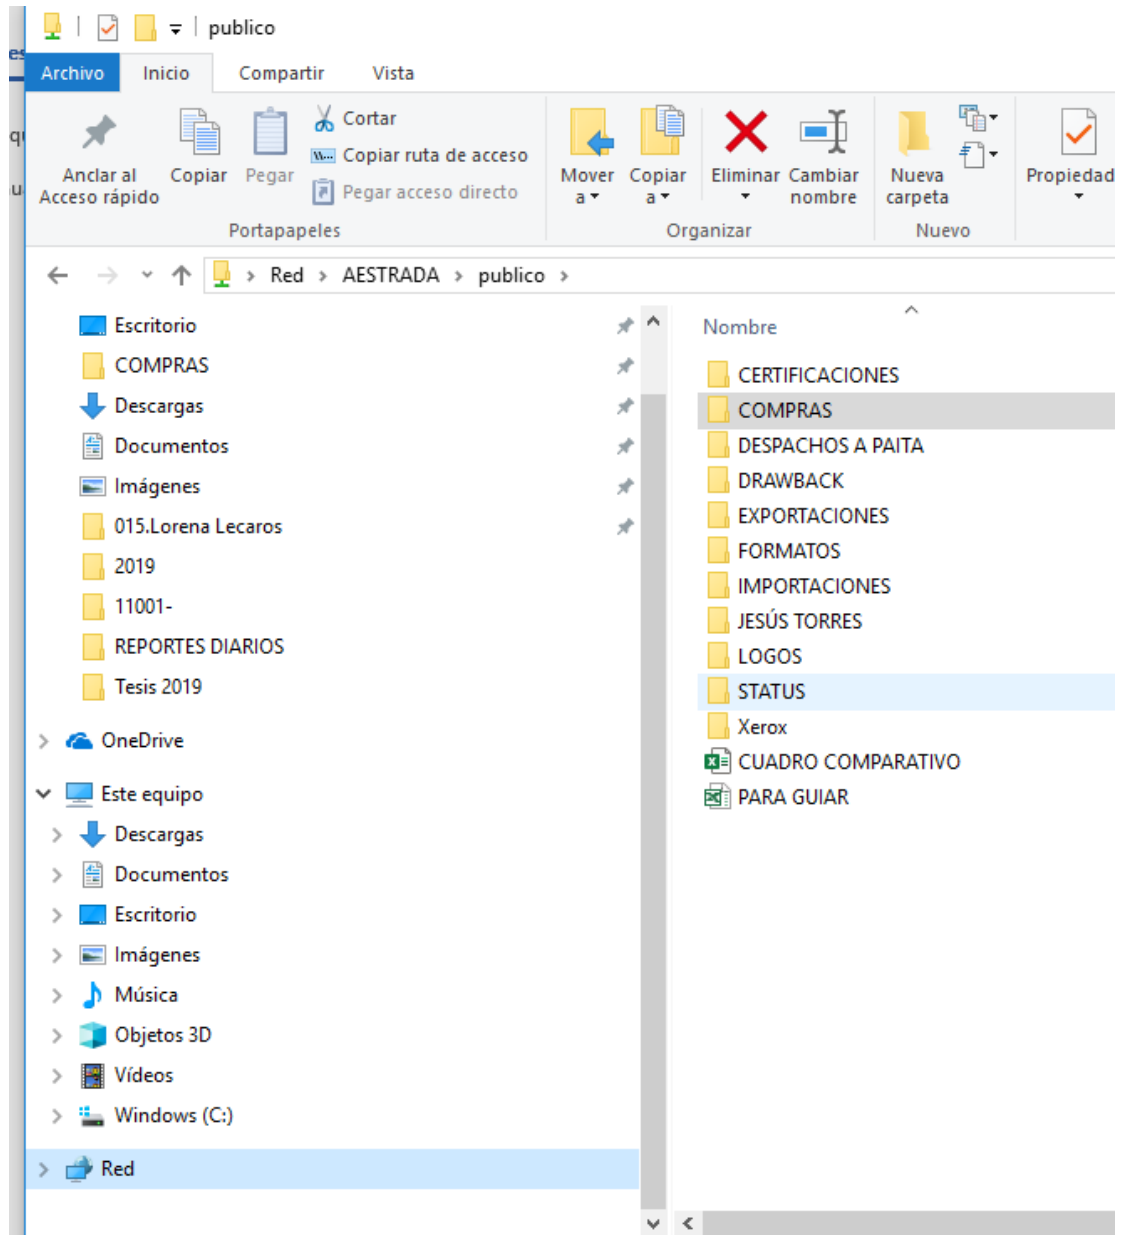 publico
es
Archivo Inicio Compartir Vista
Anclar al Acceso rápido
Copiar
Pegar
Cortar
Copiar ruta de acceso
Pegar acceso directo
Mover a
Copiar a
Eliminar
Cambiar nombre
Nueva carpeta
Propiedad
Portapapeles Organizar Nuevo
Red > AESTRADA > publico >
Escritorio
COMPRAS
Descargas
Documentos
Imágenes
015.Lorena Lecaros
2019
11001-
REPORTES DIARIOS
Tesis 2019
OneDrive
Este equipo
Descargas
Documentos
Escritorio
Imágenes
Música
Objetos 3D
Vídeos
Windows (C:)
Red
Nombre
CERTIFICACIONES
COMPRAS
DESPACHOS A PAITA
DRAWBACK
EXPORTACIONES
FORMATOS
IMPORTACIONES
JESÚS TORRES
LOGOS
STATUS
Xerox
CUADRO COMPARATIVO
PARA GUIAR